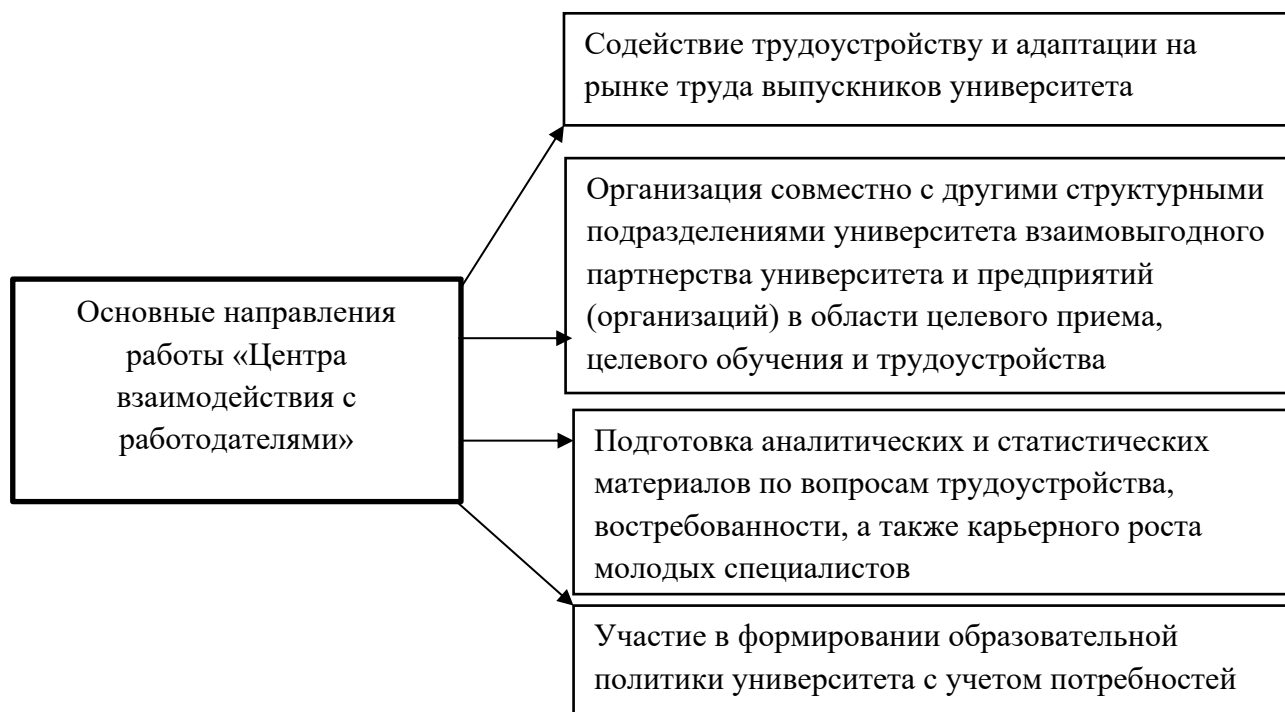 Содействие трудоустройству и адаптации на
рынке труда выпускников университета
Организация совместно с другими структурными
подразделениями университета взаимовыгодного
партнерства университета и предприятий
(организаций) в области целевого приема,
целевого обучения и трудоустройства
Основные направления
работы «Центра
взаимодействия с
работодателями»
Подготовка аналитических и статистических
материалов по вопросам трудоустройства,
востребованности, а также карьерного роста
молодых специалистов
Участие в формировании образовательной
политики университета с учетом потребностей